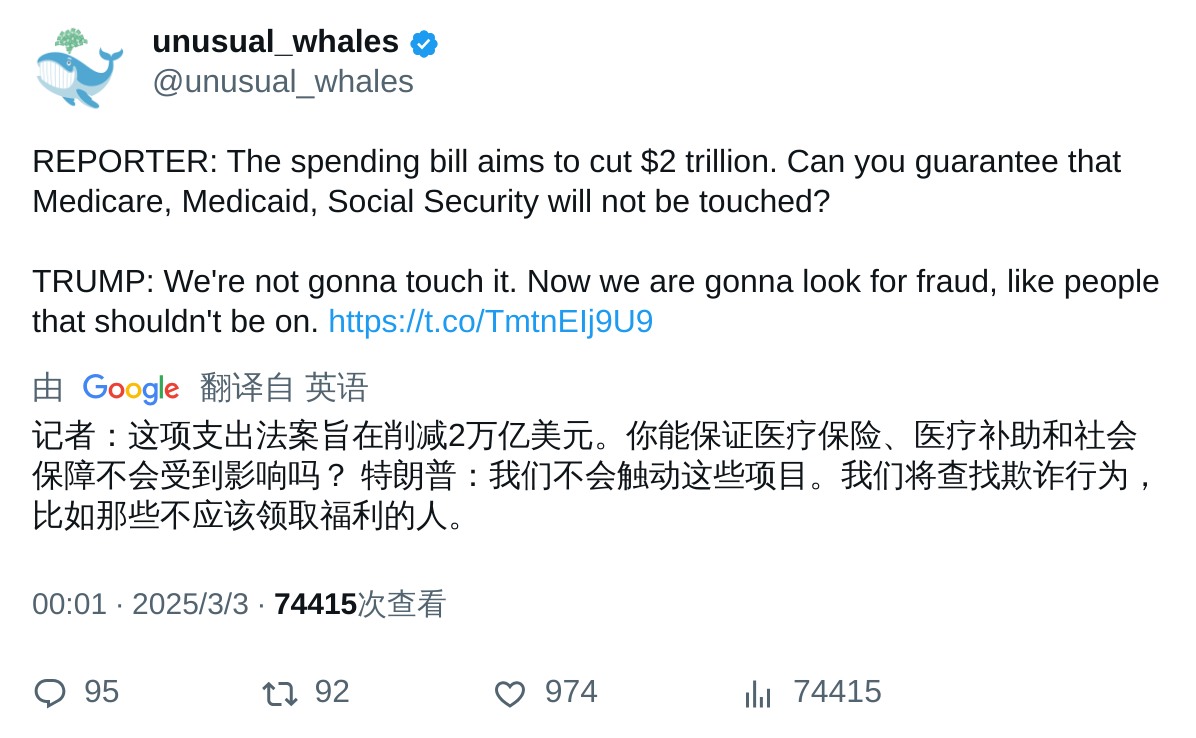 unusual_whales
@unusual_whales
REPORTER: The spending bill aims to cut $2 trillion. Can you guarantee that
Medicare, Medicaid, Social Security will not be touched?
TRUMP: We're not gonna touch it. Now we are gonna look for fraud, like people
that shouldn't be on. https://t.co/TmtnEIj9U9
由 Google 翻译自 英语
记者：这项支出法案旨在削减2万亿美元。你能保证医疗保险、医疗补助和社会
保障不会受到影响吗？ 特朗普：我们不会触动这些项目。我们将查找欺诈行为，
比如那些不应该领取福利的人。
00:01 · 2025/3/3 · 74415次查看
95 92 974 74415